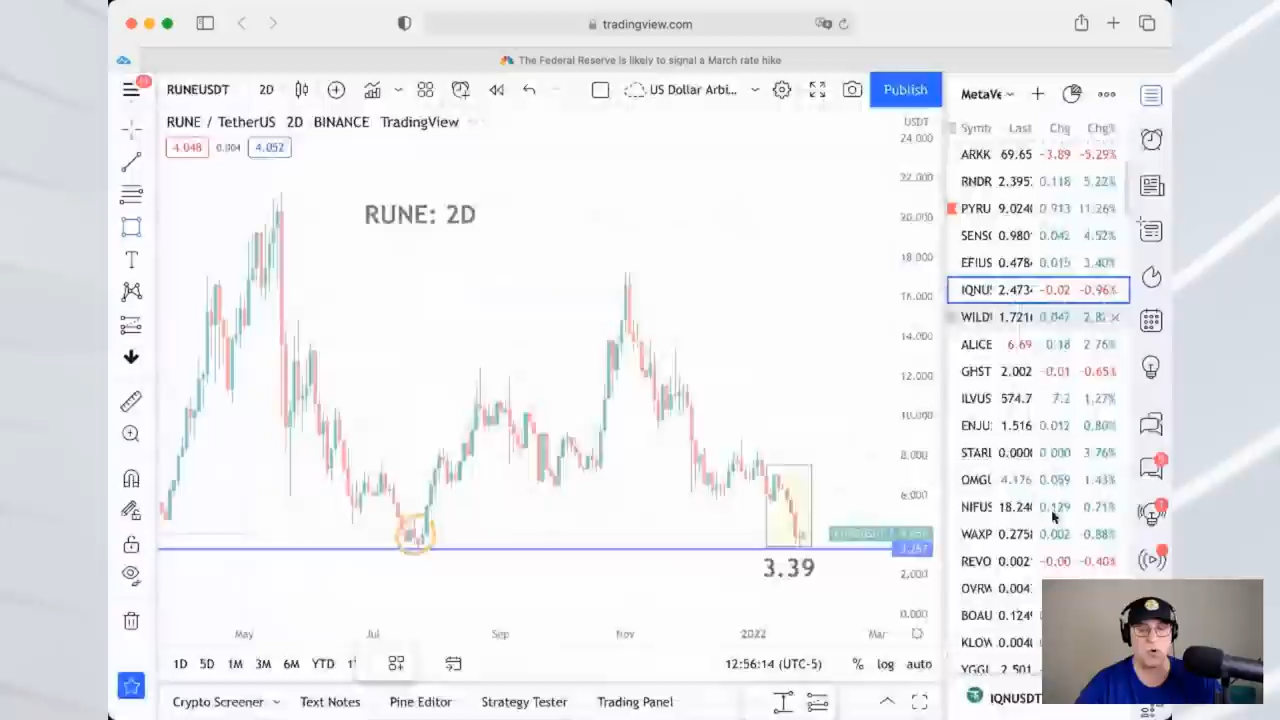 tradingview.com
The Federal Reserve is likely to signal a March rate hike
RUNEUSDT 2D US Dollar Arbi... Publish
RUNE / TetherUS 2D BINANCE TradingView
4.048 0.004 4.052
RUNE: 2D
USDT
24.000
22.000
20.000
18.000
16.000
14.000
12.000
10.000
8.000
6.000
2.000
0.000
3.39
May Jul Sep Nov 2022 Mar
1D 5D 1M 3M 6M YTD
12:56:14 (UTC-5) % log auto
Crypto Screener Text Notes Pine Editor Strategy Tester Trading Panel
MetaVe
Symb Last Chg Chg%
ARKK 69.65 -3.89 -5.29%
RNDR 2.395 0.118 5.22%
PYRU 9.024 0.913 11.26%
SENS 0.980 0.042 4.52%
EFIUS 0.478 0.015 3.40%
IQNU 2.473 -0.02 -0.96%
WILD 1.721 0.047
ALICE 6.69 0.18 2.76%
GHST 2.002 -0.01 -0.65%
ILVUS 574.7 7.2 1.27%
ENJU 1.516 0.012 0.80%
STARL 0.000 0.000 3.76%
OMGU 4.176 0.059 1.43%
NIFUS 18.24 0.129 0.71%
WAXP 0.275 0.002 0.88%
REVO 0.002 -0.00 -0.40%
OVRV 0.004
BOAU 0.124
KLOW 0.004
YGGU 2.501
IQNUSDT